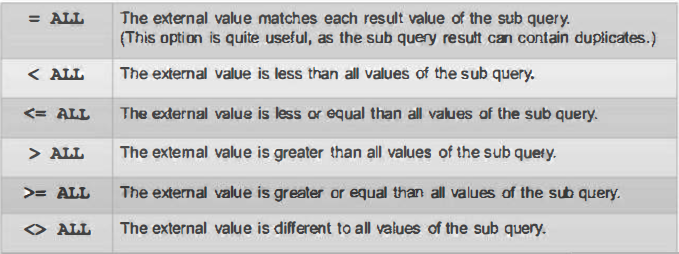 = ALL The external value matches each result value of the sub query.
(This option is quite useful, as the sub query result can contain duplicates.)
< ALL The external value is less than all values of the sub query.
<= ALL The external value is less or equal than all values of the sub query.
> ALL The external value is greater than all values of the sub query.
>= ALL The external value is greater or equal than all values of the sub query.
<> ALL The external value is different to all values of the sub query.